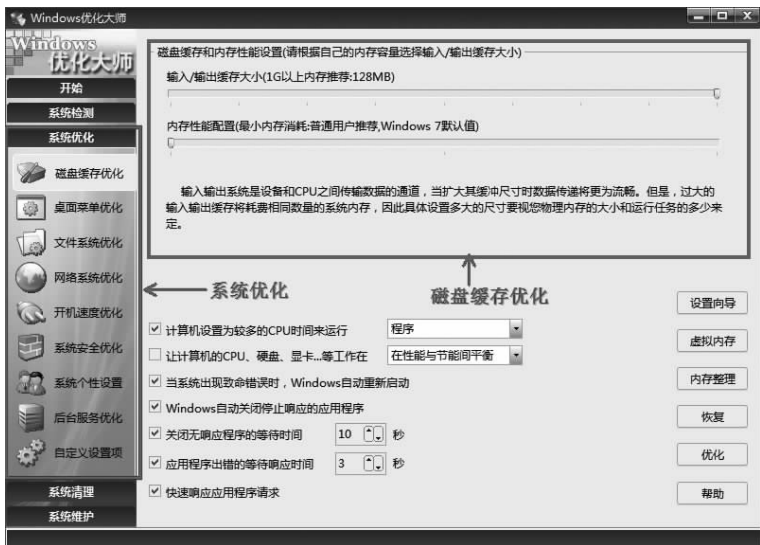 Windows优化大师
Windows
优化大师
开始
系统检测
系统优化
磁盘缓存优化
桌面菜单优化
文件系统优化
网络系统优化
开机速度优化
系统安全优化
系统个性设置
后台服务优化
自定义设置项
系统清理
系统维护
磁盘缓存和内存性能设置(请根据自己的内存容量选择输入/输出缓存大小)
输入/输出缓存大小(1G以上内存推荐:128MB)
内存性能配置(最小内存消耗:普通用户推荐,Windows 7默认值)
输入输出系统是设备和CPU之间传输数据的通道，当扩大其缓冲尺寸时数据传递将更为流畅。但是，过大的
输入输出缓存将耗费相同数量的系统内存，因此具体设置多大的尺寸要视您物理内存的大小和运行任务的多少来
定。
系统优化
磁盘缓存优化
计算机设置为较多的CPU时间来运行 程序
让计算机的CPU、硬盘、显卡...等工作在 在性能与节能间平衡
当系统出现致命错误时，Windows自动重新启动
Windows自动关闭停止响应的应用程序
关闭无响应程序的等待时间 10 秒
应用程序出错的等待响应时间 3 秒
快速响应应用程序请求
设置向导
虚拟内存
内存整理
恢复
优化
帮助